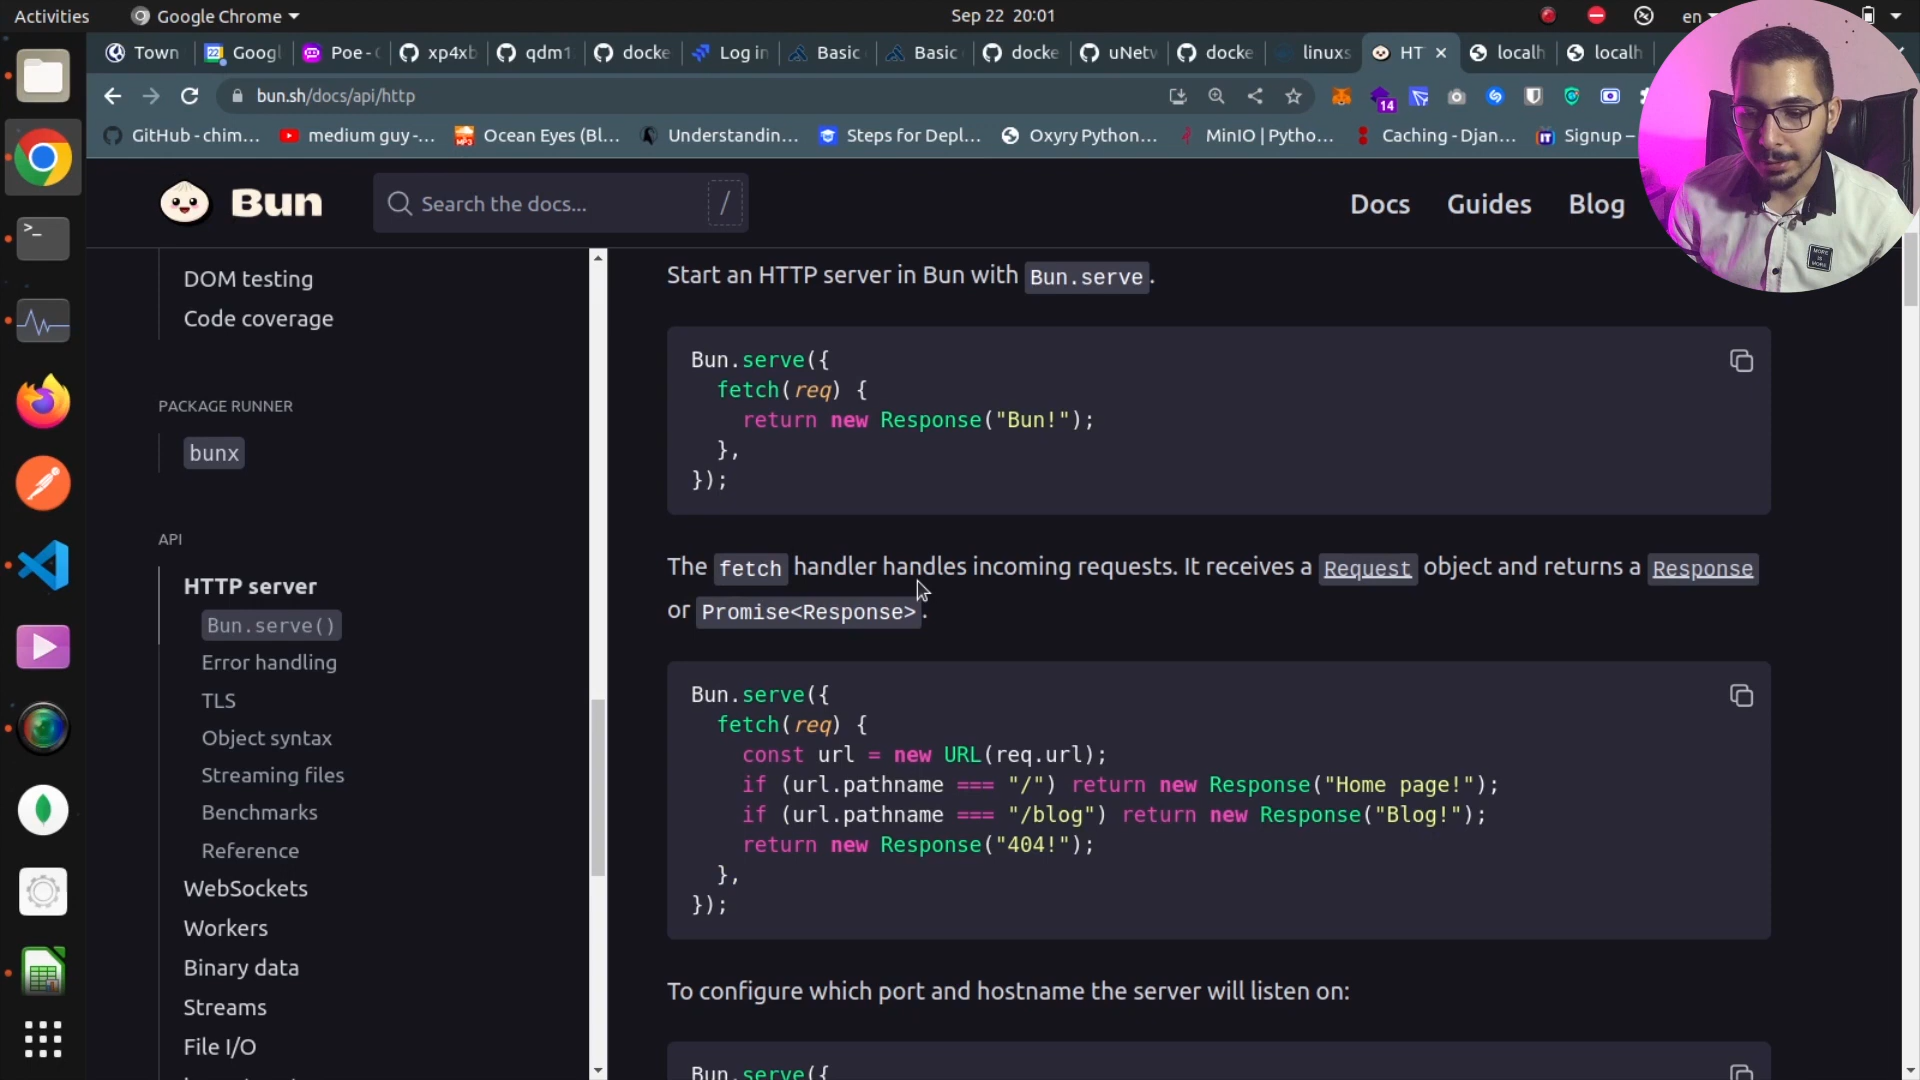 Activities
Google Chrome
Sep 22 20:01
en
Town
Googl
Poe - C
xp4xb
qdm1
docke
Log in
Basic
Basic
docke
uNetw
docke
linuxs
HT
localh
localh
bun.sh/docs/api/http
14
GitHub - chim...
medium guy -...
Ocean Eyes (Bl...
Understandin...
Steps for Depl...
Oxyry Python...
MinIO | Pytho...
Caching - Djan...
Signup –
MORE
IS
MORE
Bun
Search the docs...
/
Docs
Guides
Blog
DOM testing
Code coverage
PACKAGE RUNNER
bunx
API
HTTP server
Bun.serve()
Error handling
TLS
Object syntax
Streaming files
Benchmarks
Reference
WebSockets
Workers
Binary data
Streams
File I/O
Start an HTTP server in Bun with Bun.serve.
Bun.serve({
fetch(req) {
return new Response("Bun!");
},
});
The fetch handler handles incoming requests. It receives a Request object and returns a Response
or Promise<Response>.
Bun.serve({
fetch(req) {
const url = new URL(req.url);
if (url.pathname === "/") return new Response("Home page!");
if (url.pathname === "/blog") return new Response("Blog!");
return new Response("404!");
},
});
To configure which port and hostname the server will listen on:
Bun.serve({